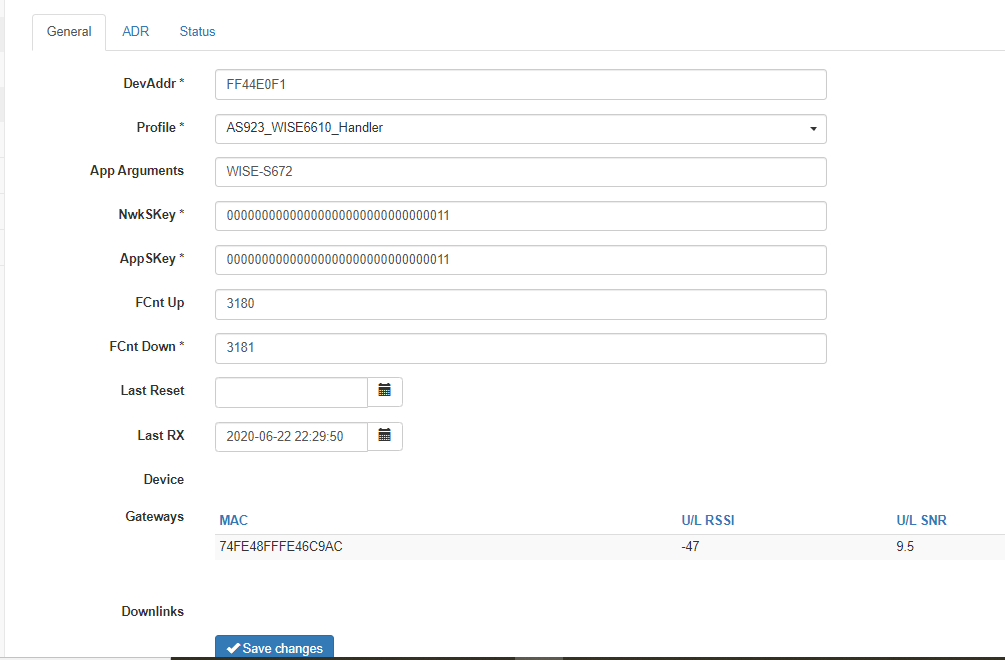 General ADR Status
DevAddr * FF44E0F1
Profile * AS923_WISE6610_Handler
App Arguments WISE-S672
NwkSKey * 00000000000000000000000000000011
AppSKey * 00000000000000000000000000000011
FCnt Up 3180
FCnt Down * 3181
Last Reset
Last RX 2020-06-22 22:29:50
Device
Gateways MAC U/L RSSI U/L SNR
74FE48FFFE46C9AC -47 9.5
Downlinks
Save changes